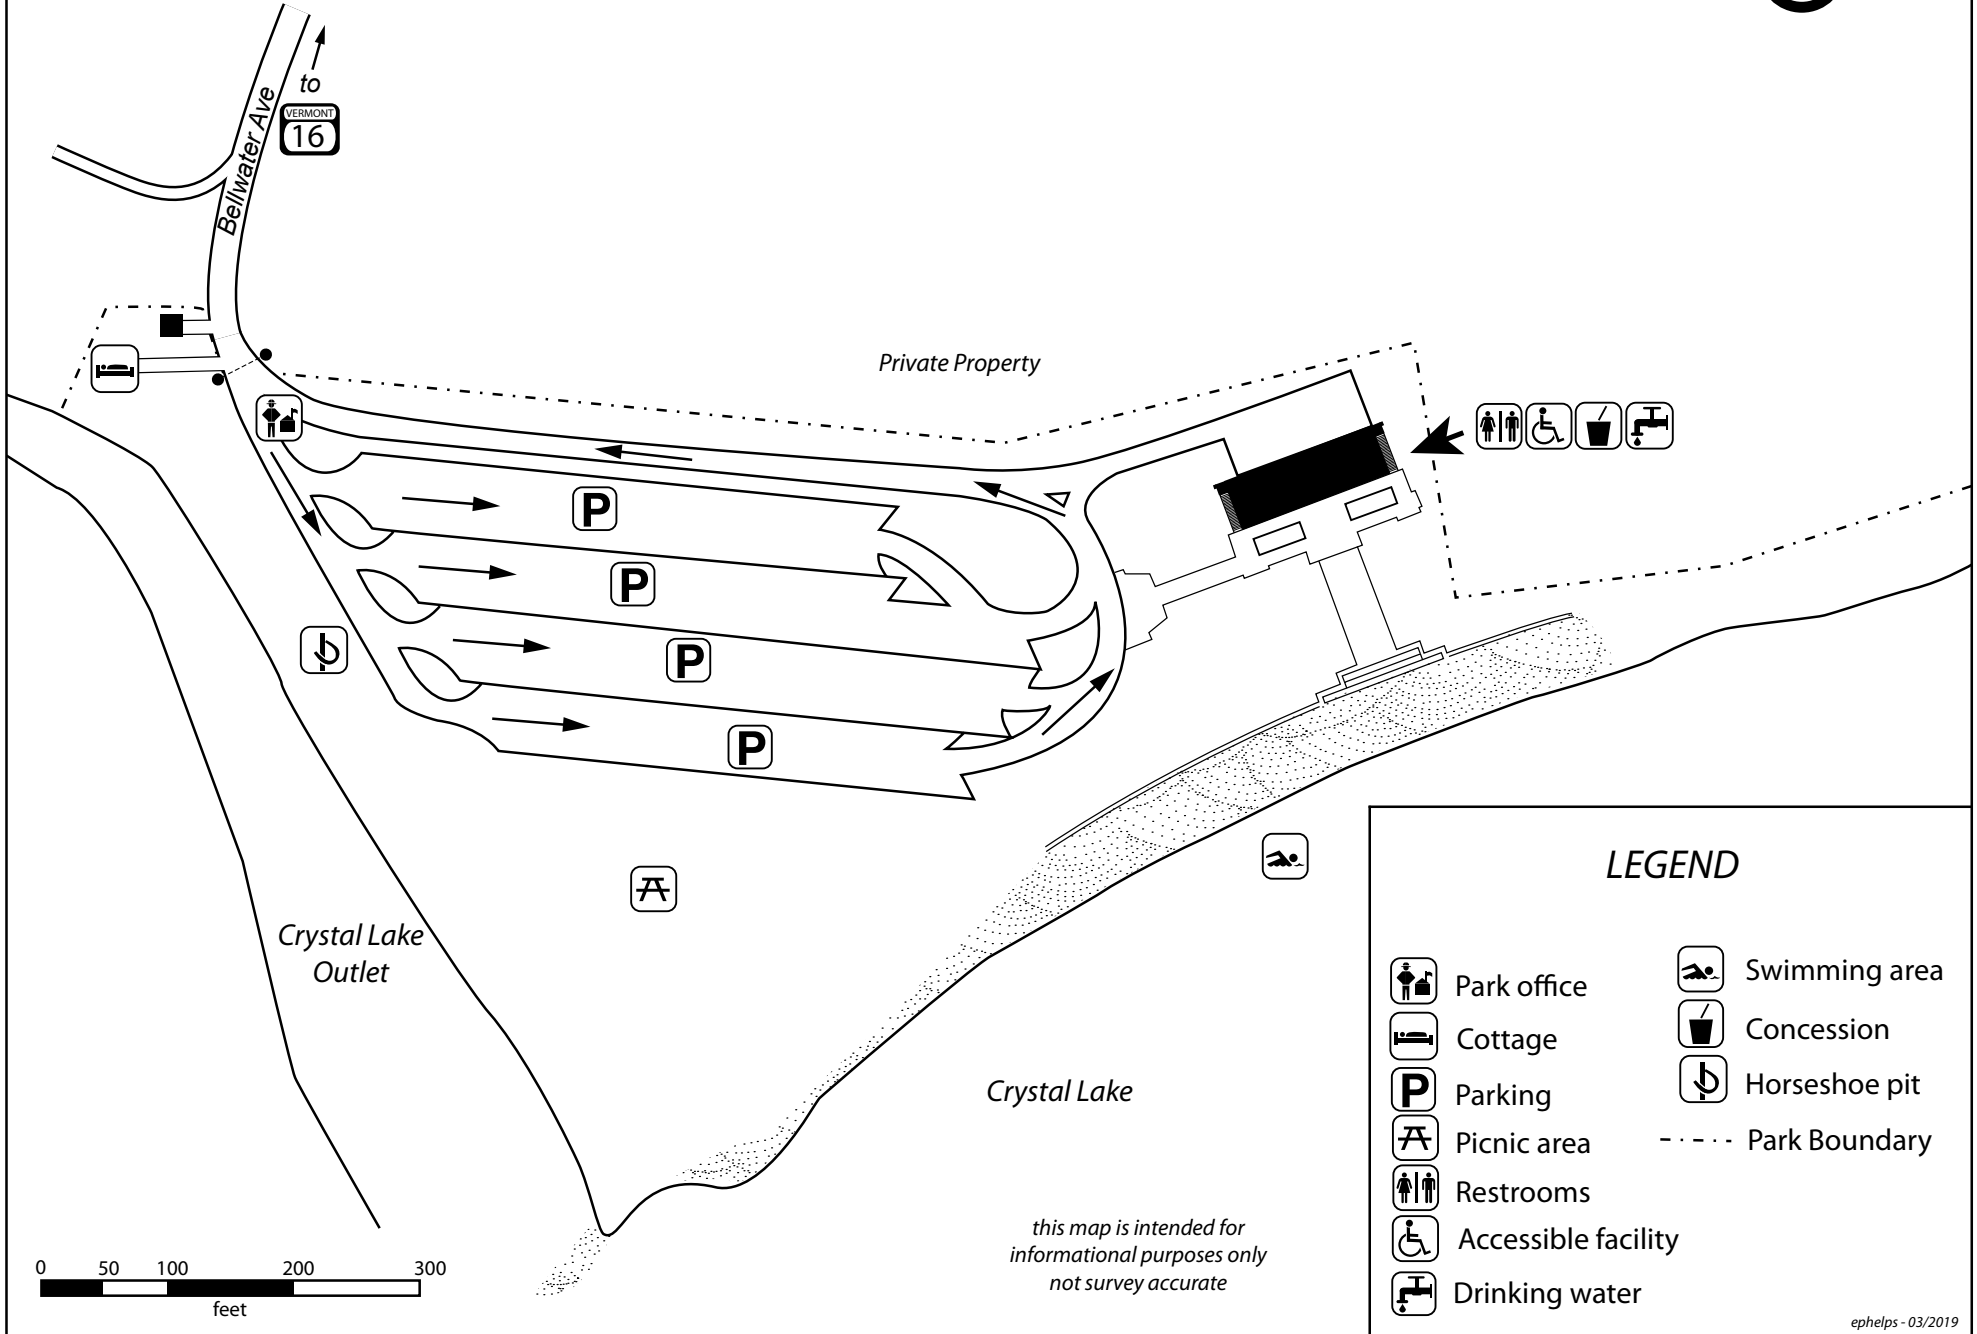 to
VERMONT
16
Bellwater Ave
Private Property
P
P
P
P
Crystal Lake
Outlet
Crystal Lake
this map is intended for
informational purposes only
not survey accurate
0 50 100 200 300
feet
LEGEND
Park office
Cottage
P Parking
Picnic area
Restrooms
Accessible facility
Drinking water
Swimming area
Concession
Horseshoe pit
Park Boundary
ephelps - 03/2019